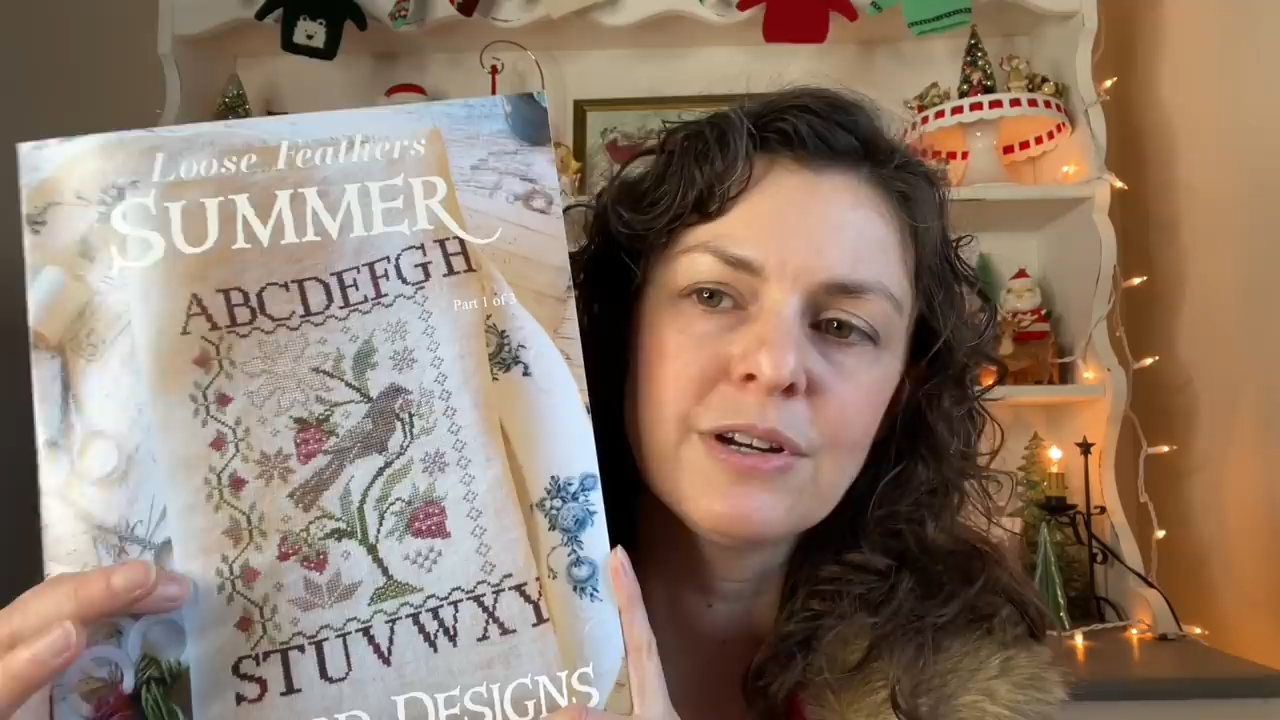 Loose Feathers
SUMMER
ABCDEFGH
Part 1 of 3
STUVWXY
DESIGNS